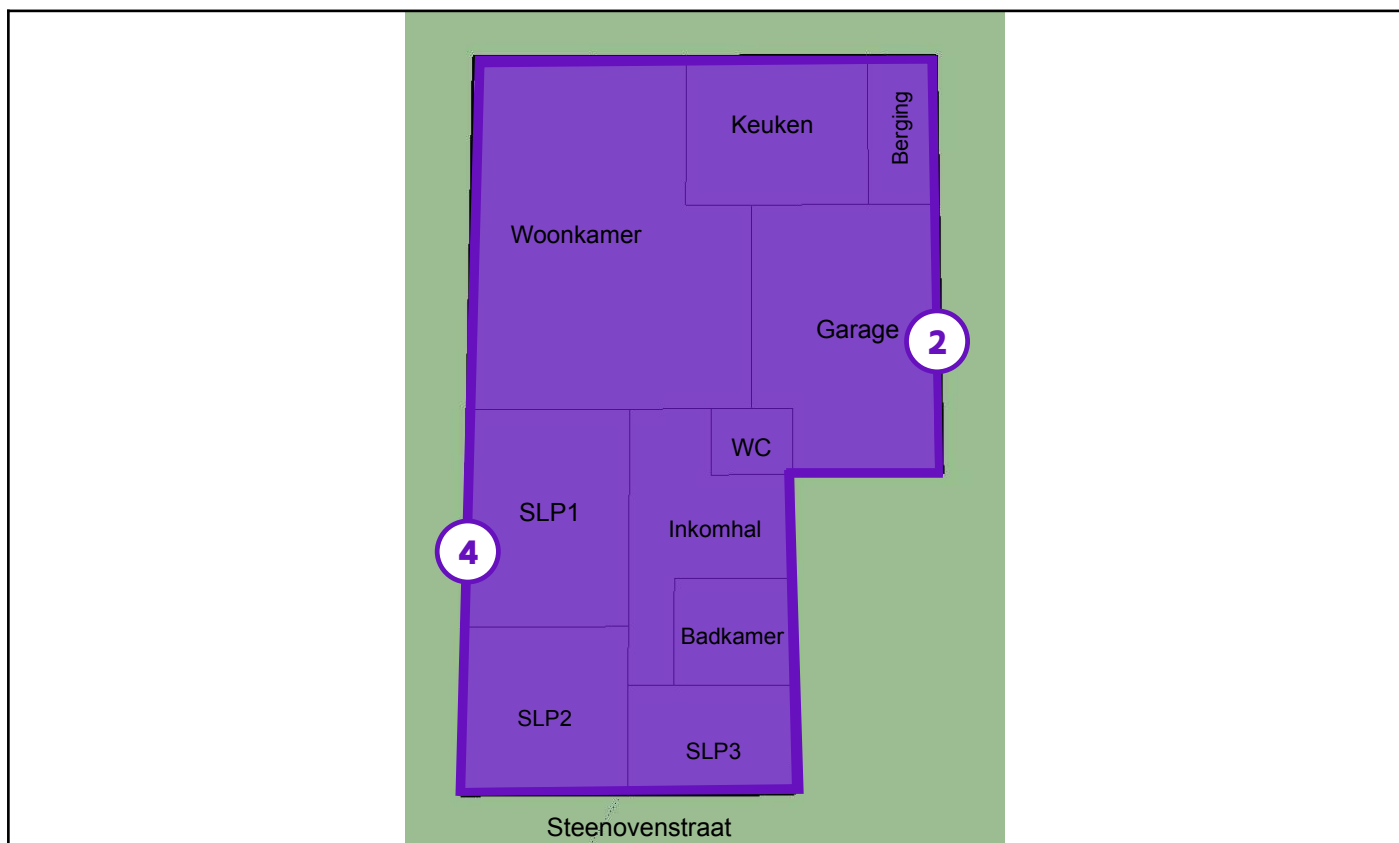 Keuken
Berging
Woonkamer
Garage
2
WC
SLP1
Inkomhal
4
Badkamer
SLP2
SLP3
Steenovenstraat